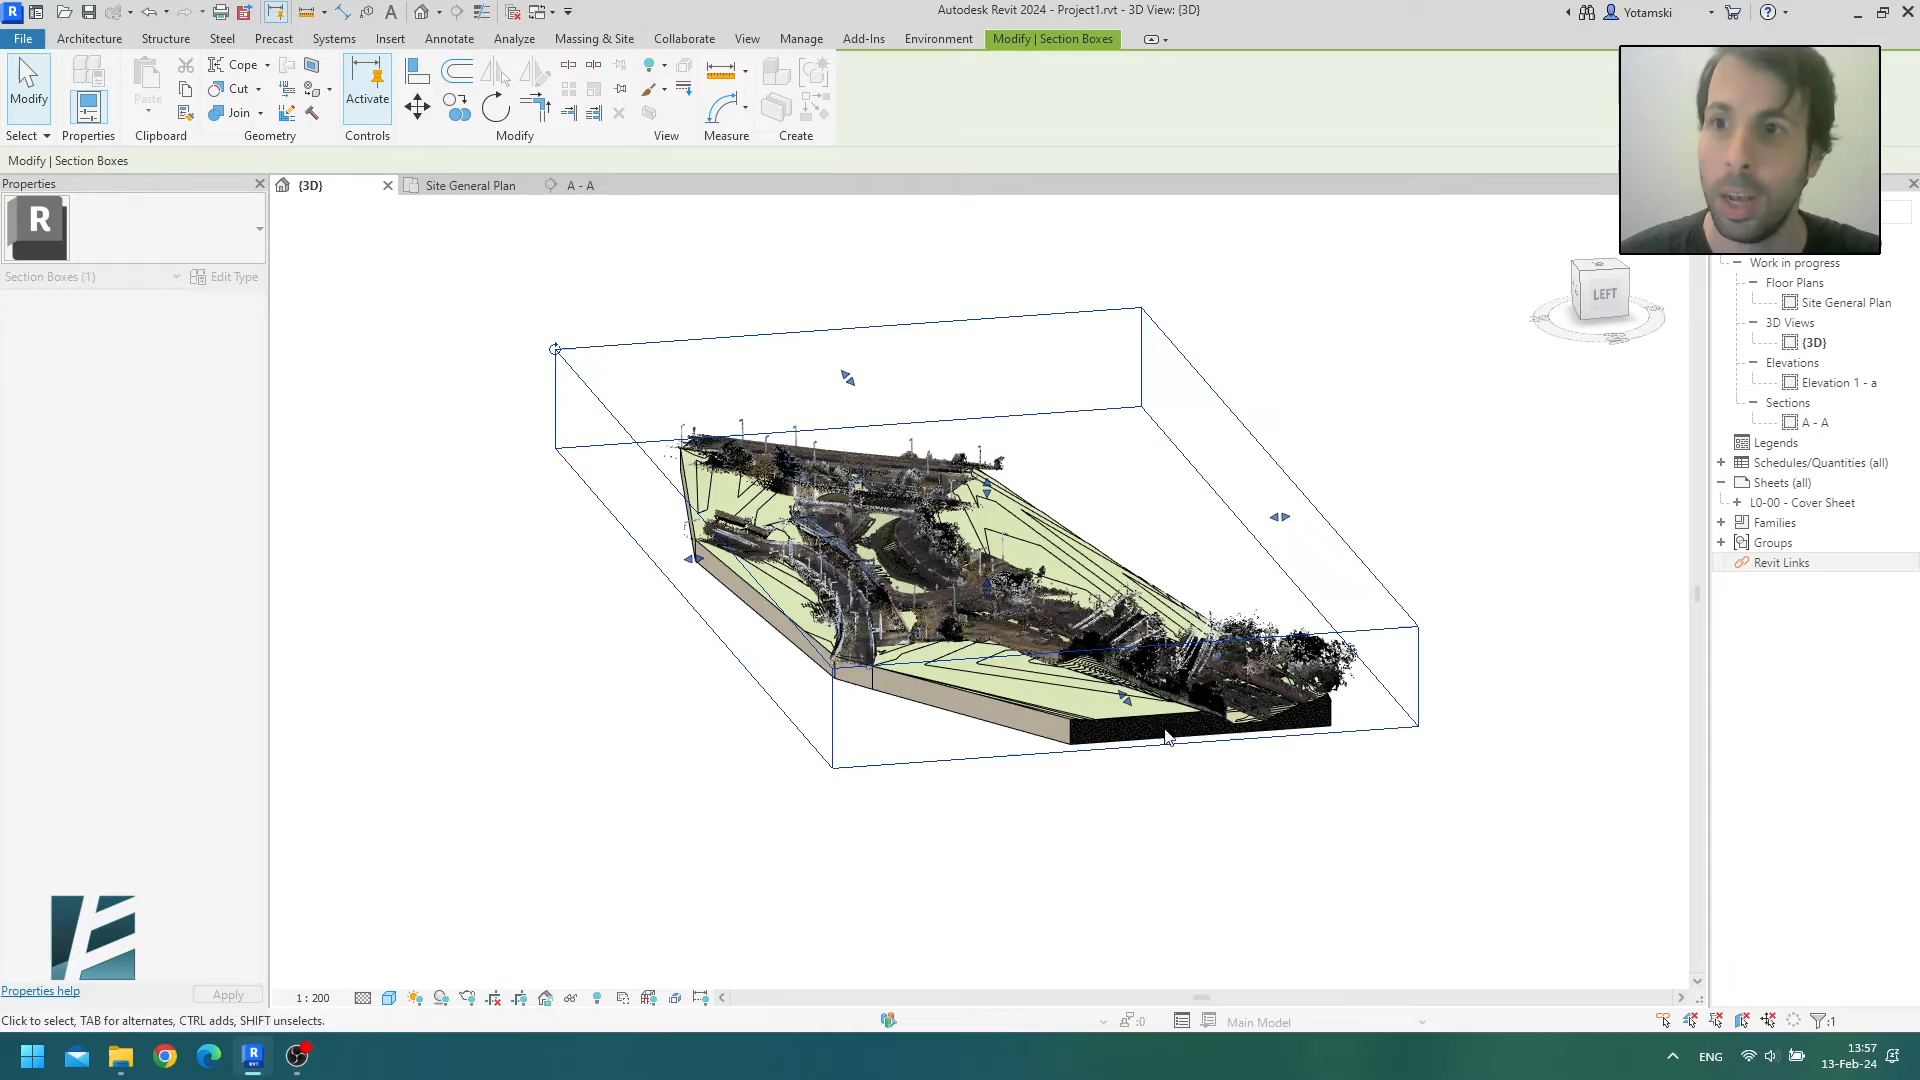 Autodesk Revit 2024 - Project1.rvt - 3D View: {3D}
Yotamski
File
Architecture
Structure
Steel
Precast
Systems
Insert
Annotate
Analyze
Massing & Site
Collaborate
View
Manage
Add-Ins
Environment
Modify | Section Boxes
Modify
Paste
Cope
Cut
Join
Activate
Select
Properties
Clipboard
Geometry
Controls
Modify
View
Measure
Create
Modify | Section Boxes
Properties
{3D}
Site General Plan
A - A
R
Section Boxes (1)
Edit Type
LEFT
Work in progress
Floor Plans
Site General Plan
3D Views
{3D}
Elevations
Elevation 1 - a
Sections
A - A
Legends
Schedules/Quantities (all)
Sheets (all)
L0-00 - Cover Sheet
Families
Groups
Revit Links
Properties help
Apply
1 : 200
Click to select, TAB for alternates, CTRL adds, SHIFT unselects.
:0
Main Model
:1
ENG
13:57
13-Feb-24